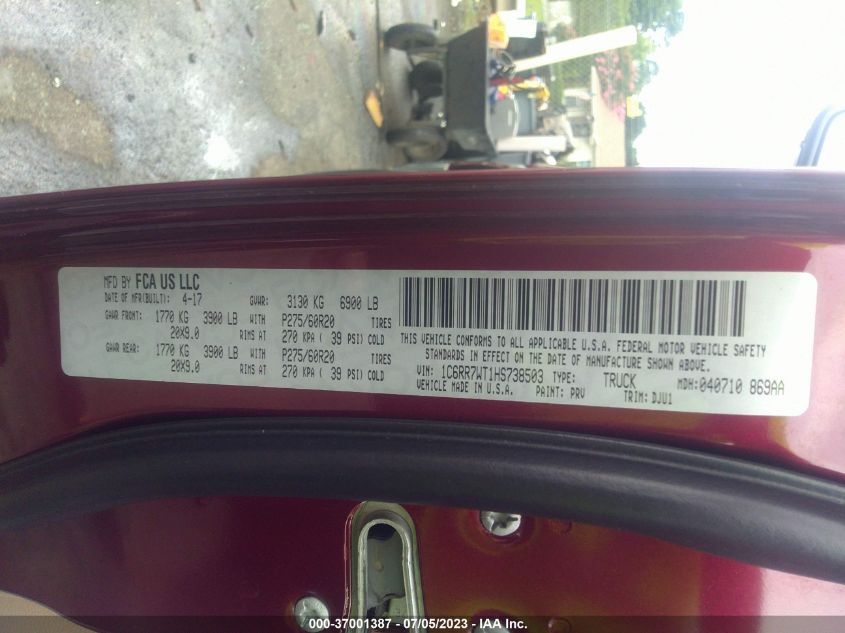 MFD BY FCA US LLC
DATE OF MFR(BUILT): 4-17 GVWR: 3130 KG 6900 LB
GAWR FRONT: 1770 KG 3900 LB WITH P275/60R20 TIRES
20X9.0 RIMS AT 270 KPA ( 39 PSI) COLD
GAWR REAR: 1770 KG 3900 LB WITH P275/60R20 TIRES
20X9.0 RIMS AT 270 KPA ( 39 PSI) COLD
THIS VEHICLE CONFORMS TO ALL APPLICABLE U.S.A. FEDERAL MOTOR VEHICLE SAFETY
STANDARDS IN EFFECT ON THE DATE OF MANUFACTURE SHOWN ABOVE.
VIN: 1C6RR7WT1HS738503 TYPE: TRUCK MDH:040710 869AA
VEHICLE MADE IN U.S.A. PAINT: PRV TRIM: DJU1
000-37001387 - 07/05/2023 - IAA Inc.